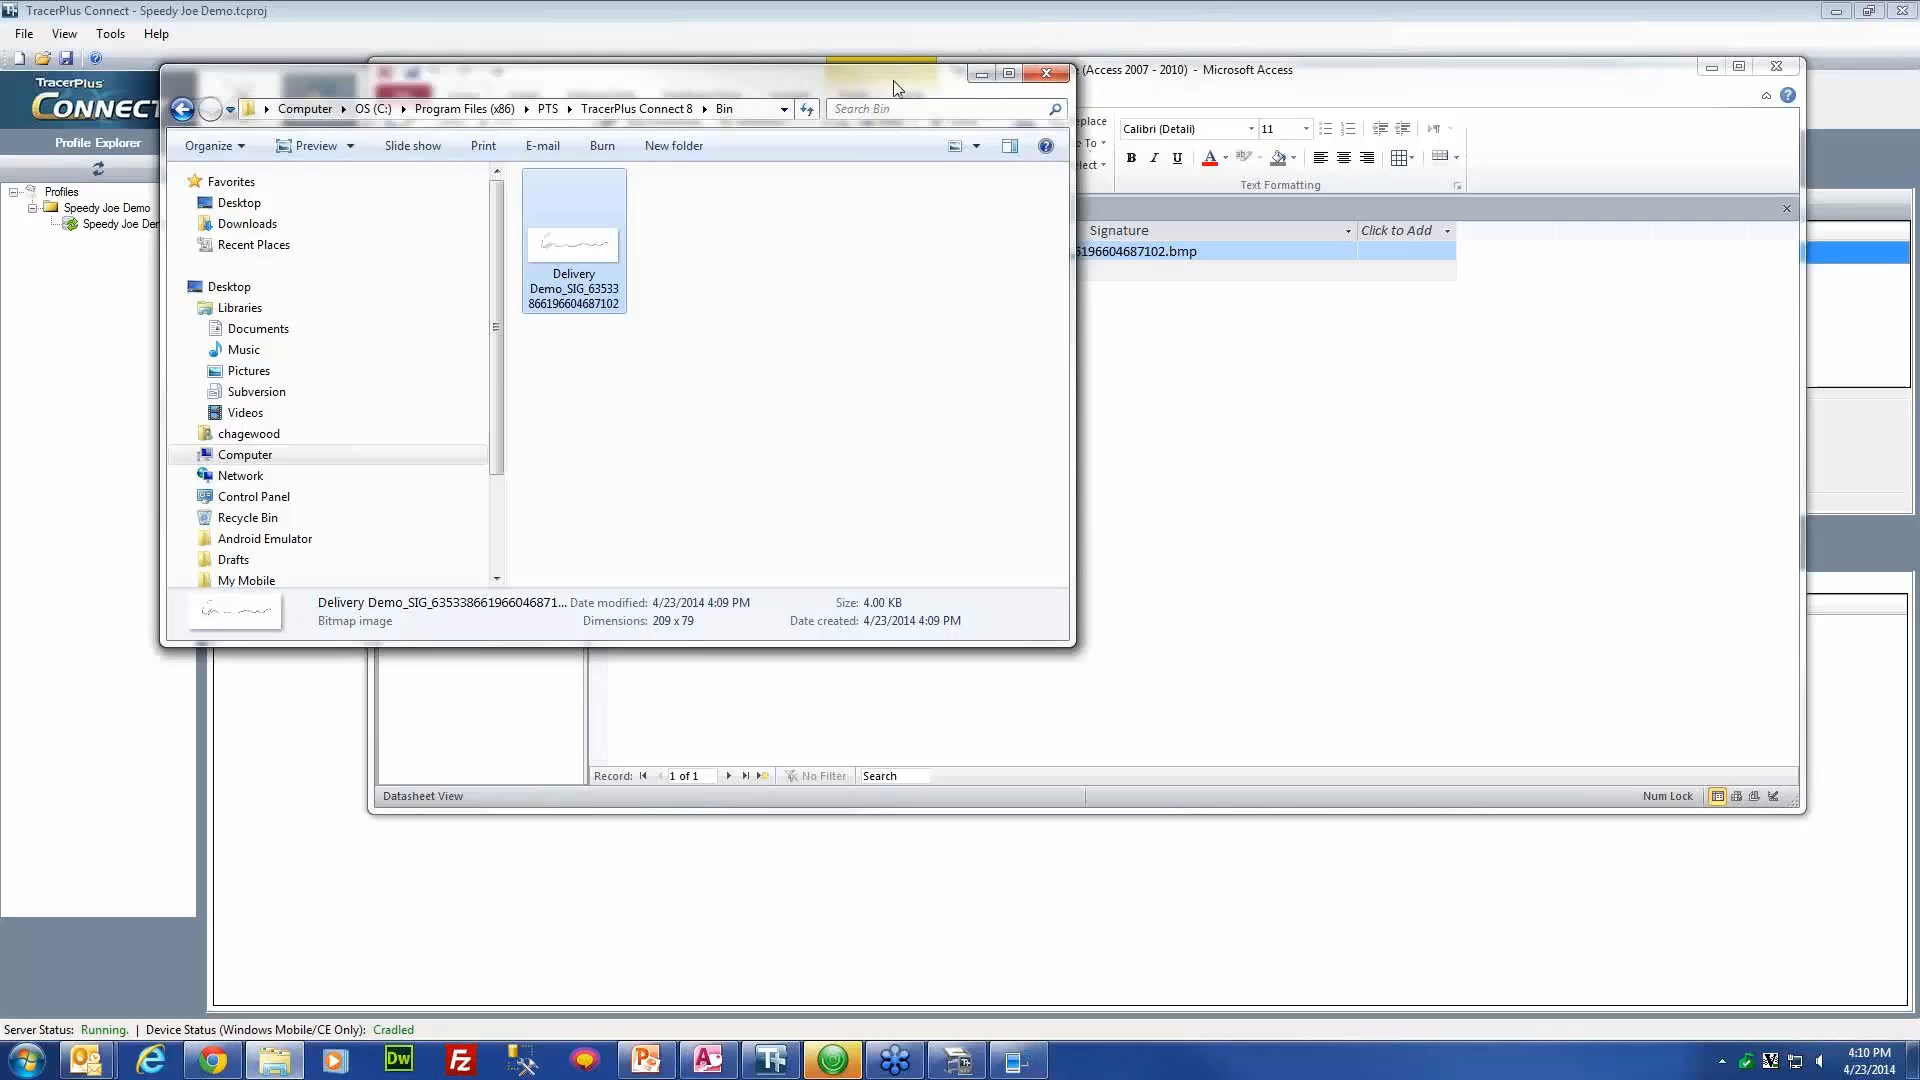 TracerPlus Connect - Speedy Joe Demo.tcproj
File View Tools Help
TracerPlus
CONNECT
Profile Explorer
Profiles
Speedy Joe Demo
Speedy Joe Der
Computer OS (C:) Program Files (x86) PTS TracerPlus Connect 8 Bin
Search Bin
Organize Preview Slide show Print E-mail Burn New folder
Favorites
Desktop
Downloads
Recent Places
Desktop
Libraries
Documents
Music
Pictures
Subversion
Videos
chagewood
Computer
Network
Control Panel
Recycle Bin
Android Emulator
Drafts
My Mobile
Delivery
Demo_SIG_63533
866196604687102
Delivery Demo_SIG_635338661966046871... Date modified: 4/23/2014 4:09 PM Size: 4.00 KB
Bitmap image Dimensions: 209 x 79 Date created: 4/23/2014 4:09 PM
(Access 2007 - 2010) - Microsoft Access
Calibri (Detail) 11
B I U A
Text Formatting
Signature Click to Add
6196604687102.bmp
Record: 1 of 1 No Filter Search
Datasheet View Num Lock
Server Status: Running. | Device Status (Windows Mobile/CE Only): Cradled
4:10 PM
4/23/2014